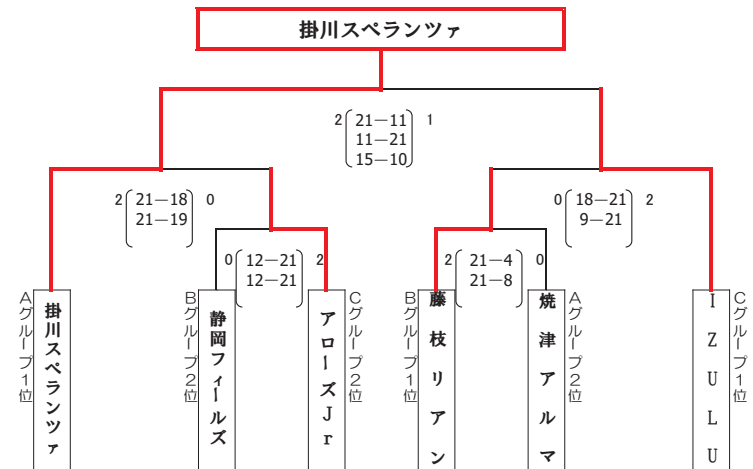 掛川スペランツァ
2 21－11 1
11－21
15－10
2 21－18 0
21－19
0 18－21 2
9－21
0 12－21 2
12－21
2 21－4 0
21－8
Aグループ1位
掛川スペランツァ
Bグループ2位
静岡フィールズ
アローズJr
Cグループ2位
Bグループ1位
藤枝リアン
焼津アルマ
Aグループ2位
IZULU
Cグループ1位